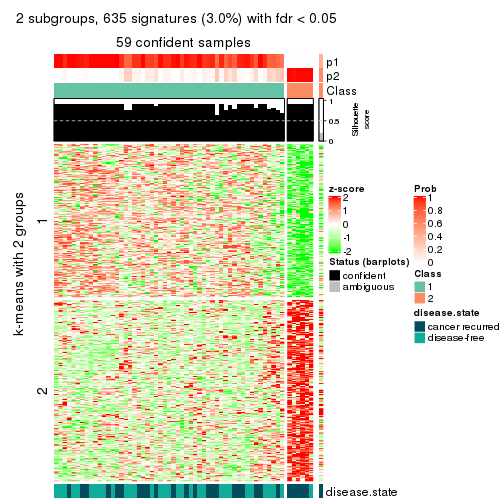 2 subgroups, 635 signatures (3.0%) with fdr < 0.05
59 confident samples
p1
p2
Class
1
0.5
0
Silhouette
score
k-means with 2 groups
1
2
z-score
2
1
0
-1
-2
Status (barplots)
confident
ambiguous
Prob
1
0.8
0.6
0.4
0.2
0
Class
1
2
disease.state
cancer recurred
disease-free
disease.state